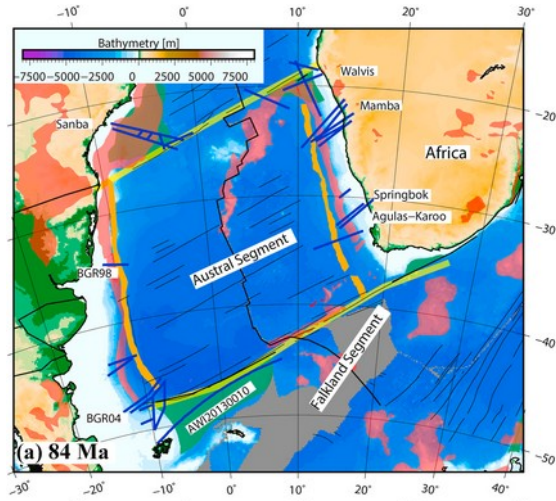 −10° 0° 10° 20°
Bathymetry [m]
−7500 −5000 −2500 0 2500 5000 7500
Walvis
Mamba
Sanba
Africa
Springbok
Agulas−Karoo
BGR98
Austral Segment
Falkland Segment
BGR04
AWI20130010
(a) 84 Ma
−20°
−30°
−40°
−50°
−30° −20° −10° 0° 10° 20° 30° 40°